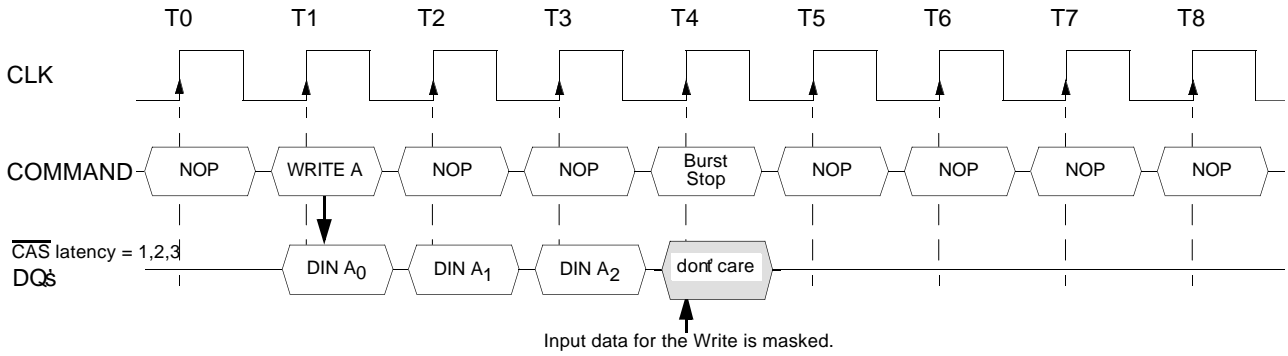 T0 T1 T2 T3 T4 T5 T6 T7 T8
CLK
COMMAND NOP WRITE A NOP NOP Burst Stop NOP NOP NOP NOP
CAS latency = 1,2,3
DQ's DIN A0 DIN A1 DIN A2 dont' care
Input data for the Write is masked.